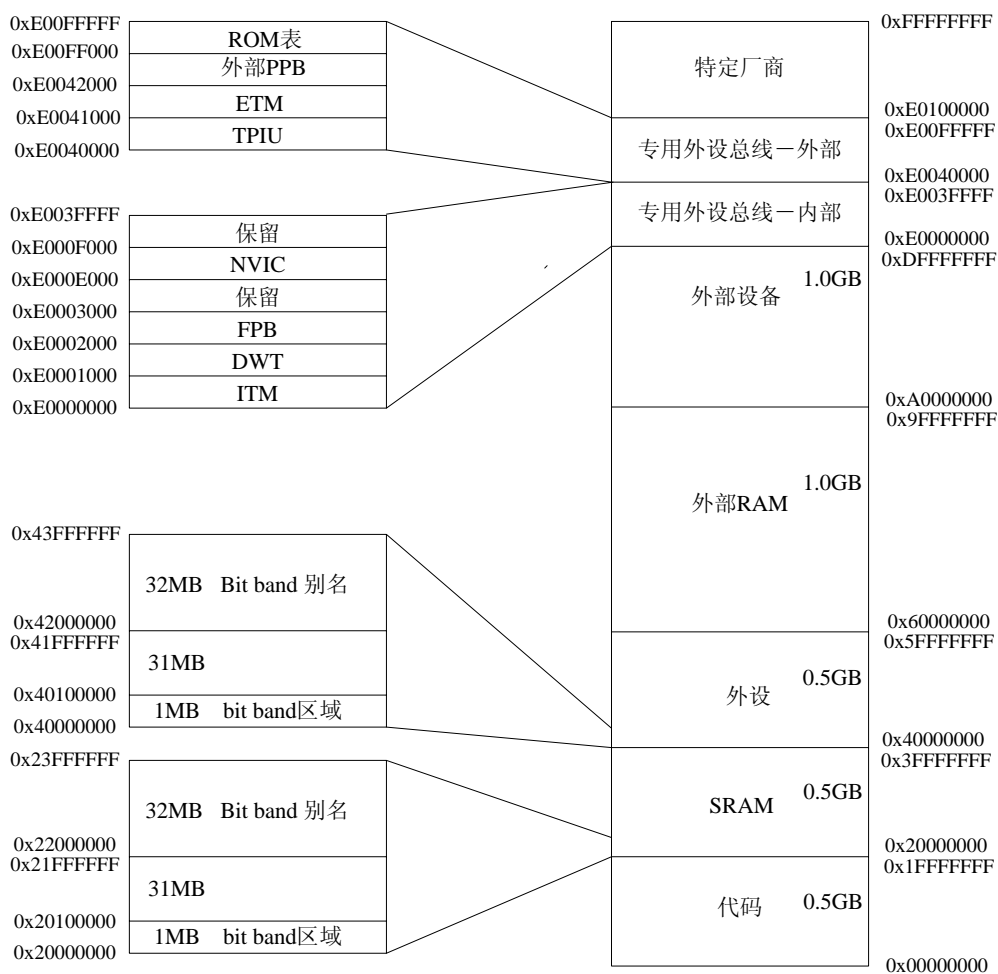 0xE00FFFFF
ROM表
0xE00FF000
外部PPB
0xE0042000
ETM
0xE0041000
TPIU
0xE0040000
0xE003FFFF
保留
0xE000F000
NVIC
0xE000E000
保留
0xE0003000
FPB
0xE0002000
DWT
0xE0001000
ITM
0xE0000000
0x43FFFFFF
32MB Bit band 别名
0x42000000
0x41FFFFFF
31MB
0x40100000
1MB bit band区域
0x40000000
0x23FFFFFF
32MB Bit band 别名
0x22000000
0x21FFFFFF
31MB
0x20100000
1MB bit band区域
0x20000000
0xFFFFFFFF
特定厂商
0xE0100000
0xE00FFFFF
专用外设总线－外部
0xE0040000
0xE003FFFF
专用外设总线－内部
0xE0000000
0xDFFFFFFF
1.0GB
外部设备
0xA0000000
0x9FFFFFFF
1.0GB
外部RAM
0x60000000
0x5FFFFFFF
0.5GB
外设
0x40000000
0x3FFFFFFF
0.5GB
SRAM
0x20000000
0x1FFFFFFF
0.5GB
代码
0x00000000